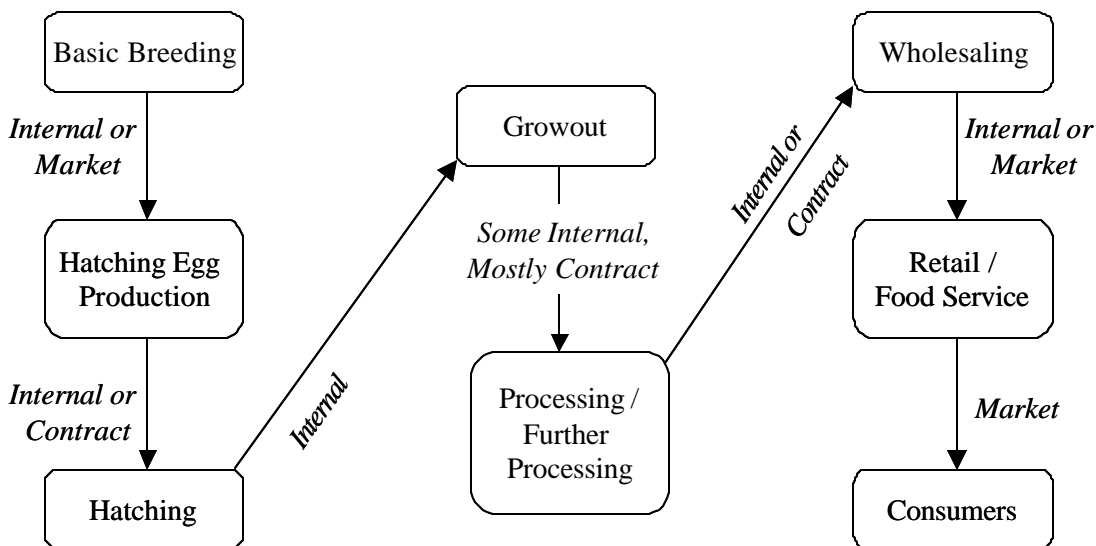 Basic Breeding
Internal or
Market
Hatching Egg
Production
Internal or
Contract
Hatching
Internal
Growout
Some Internal,
Mostly Contract
Processing /
Further
Processing
Internal or
Contract
Wholesaling
Internal or
Market
Retail /
Food Service
Market
Consumers